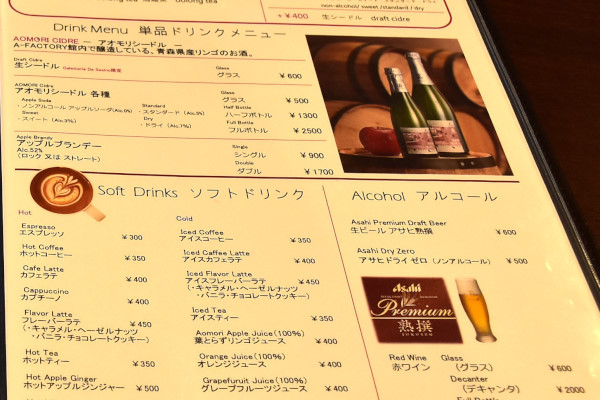 oolong tea
+￥400 生シードル draft cidre
non-alcohol/ sweet /standard / dry
Drink Menu 単品ドリンクメニュー
AOMORI CIDRE ー アオモリシードル ー
A-FACTORY館内で醸造している、青森県産リンゴのお酒。
Draft Cidre
生シードル Galetteria Da Sasino限定
Glass
グラス ￥600
AOMORI Cidre
アオモリシードル 各種
Glass
グラス ￥500
Apple Soda
・ノンアルコール アップルソーダ(Alc.0%)
Standard
・スタンダード (Alc.5%)
Half Bottle
ハーフボトル ￥1300
Sweet
・スイート (Alc.3%)
Dry
・ドライ (Alc.7%)
Full Bottle
フルボトル ￥2500
Apple Brandy
アップルブランデー
Alc.52%
(ロック 又は ストレート)
Single
シングル ￥900
Double
ダブル ￥1700
Soft Drinks ソフトドリンク
Hot
Espresso
エスプレッソ ￥300
Hot Coffee
ホットコーヒー ￥350
Cafe Latte
カフェラテ ￥400
Cappuccino
カプチーノ ￥400
Flavor Latte
フレーバーラテ ￥450
(・キャラメル・ヘーゼルナッツ
・バニラ・チョコレートクッキー)
Hot Tea
ホットティー ￥350
Hot Apple Ginger
ホットアップルジンジャー ￥500
Cold
Iced Coffee
アイスコーヒー ￥350
Iced Caffe Latte
アイスカフェラテ ￥400
Iced Flavor Latte
アイスフレーバーラテ ￥450
(・キャラメル・ヘーゼルナッツ
・バニラ・チョコレートクッキー)
Iced Tea
アイスティー ￥350
Aomori Apple Juice(100%)
葉とらずリンゴジュース ￥400
Orange Juice(100%)
オレンジジュース ￥400
Grapefuruit Juice(100%)
グレープフルーツジュース ￥400
Alcohol アルコール
Asahi Premium Draft Beer
生ビール アサヒ熟撰 ￥600
Asahi Dry Zero
アサヒドライ ゼロ (ノンアルコール) ￥500
Asahi
Premium
熟撰
JUKUSEN
Red Wine
赤ワイン
Glass
(グラス) ￥600
Decanter
(デキャンタ) ￥2000
Full Bottle